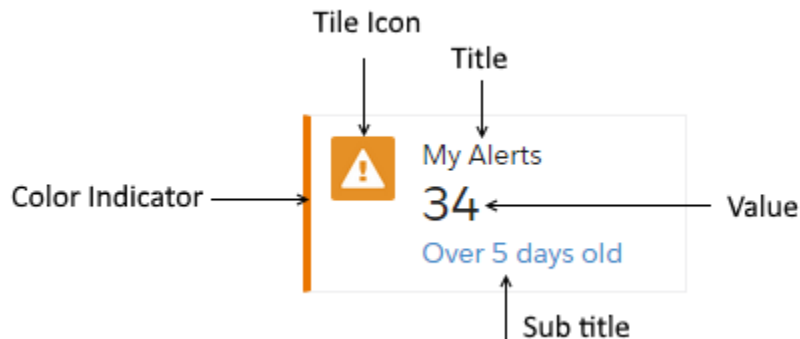 Tile Icon
Title
My Alerts
Color Indicator
34
Value
Over 5 days old
Sub title